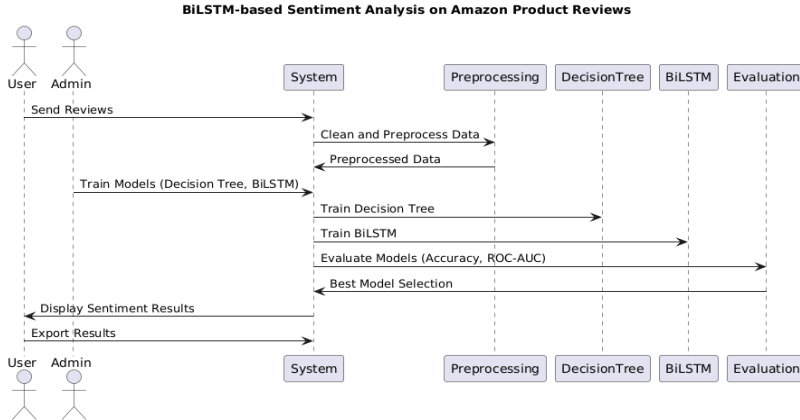 BiLSTM-based Sentiment Analysis on Amazon Product Reviews
User Admin System Preprocessing DecisionTree BiLSTM Evaluation
Send Reviews
Clean and Preprocess Data
Preprocessed Data
Train Models (Decision Tree, BiLSTM)
Train Decision Tree
Train BiLSTM
Evaluate Models (Accuracy, ROC-AUC)
Best Model Selection
Display Sentiment Results
Export Results
User Admin System Preprocessing DecisionTree BiLSTM Evaluation